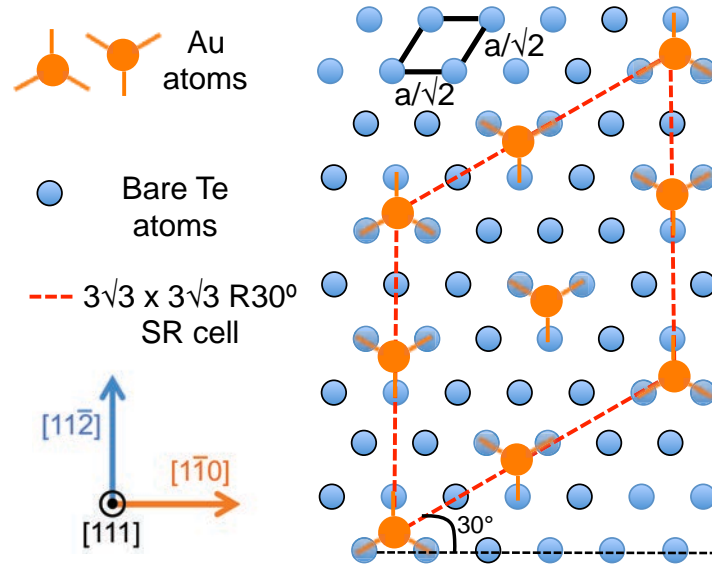 Au
atoms
a/√2
a/√2
Bare Te
atoms
3√3 x 3√3 R30º
SR cell
[112̄]
[11̄0]
[111]
30°